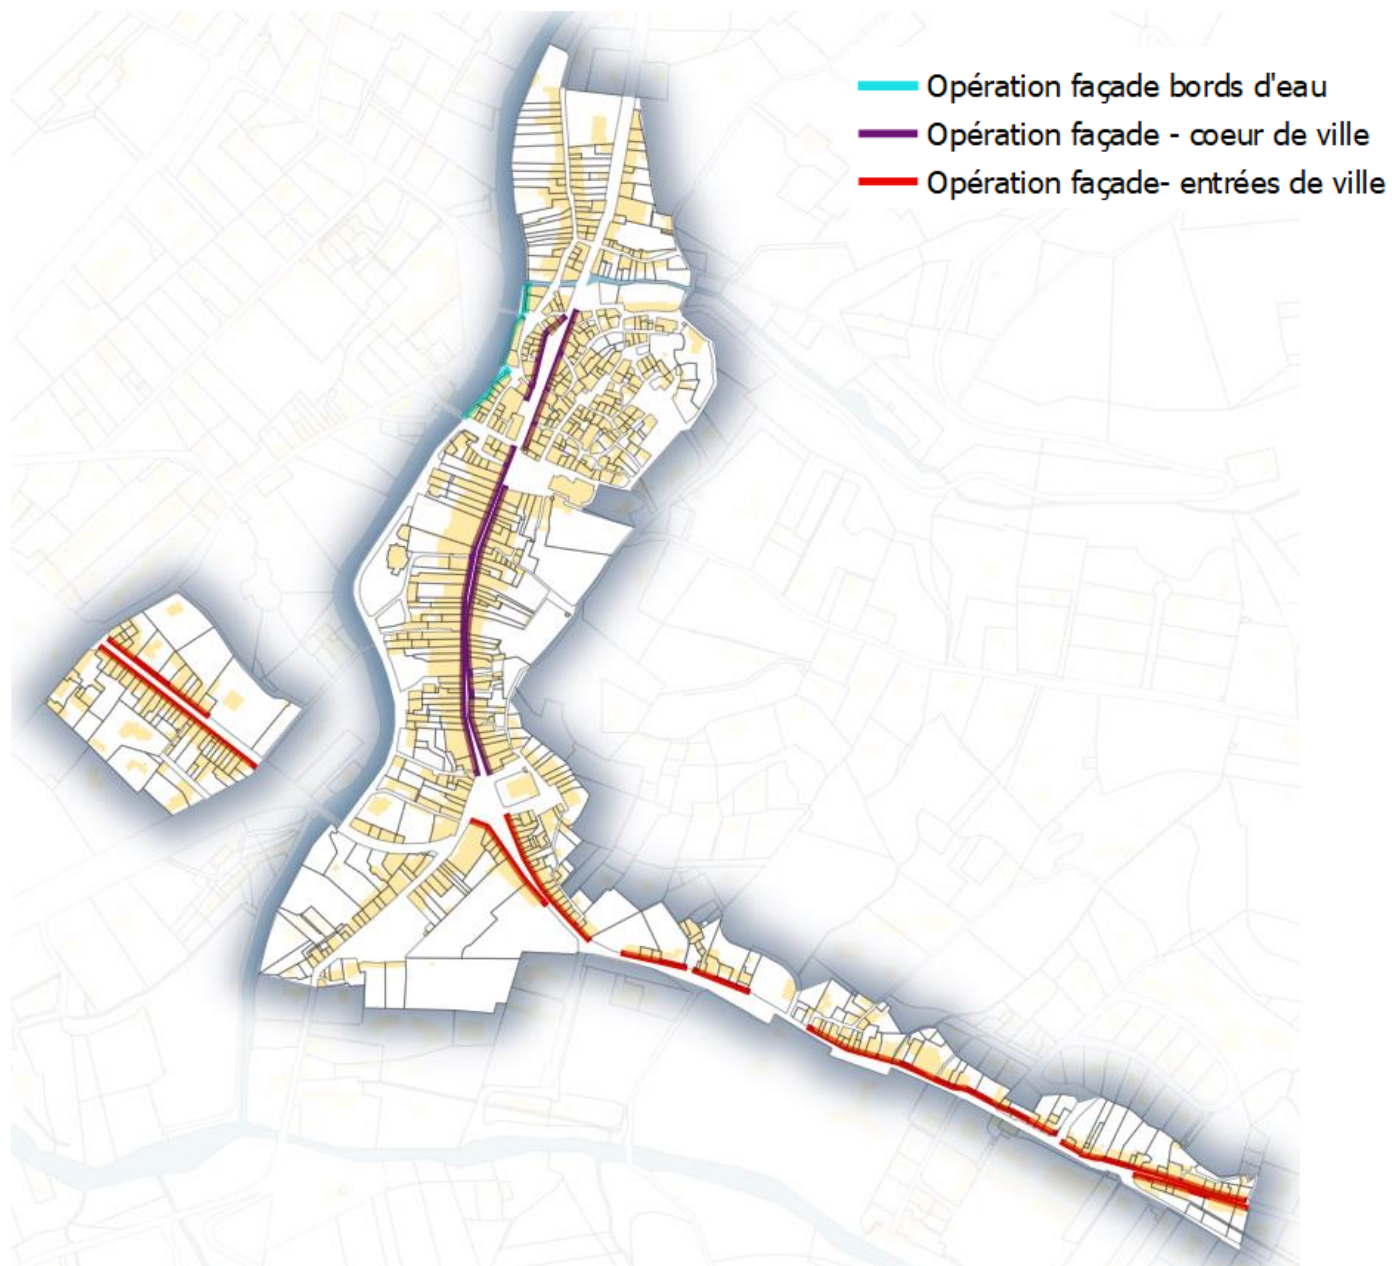 Opération façade bords d'eau
Opération façade - coeur de ville
Opération façade- entrées de ville